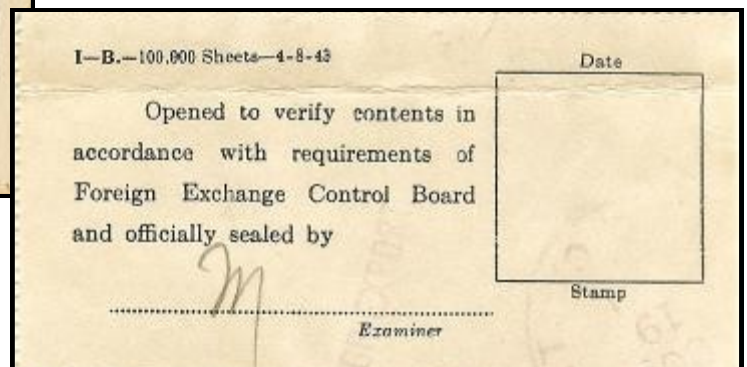 I—B.—100,000 Sheets—4-8-43
Date
Opened to verify contents in
accordance with requirements of
Foreign Exchange Control Board
and officially sealed by
M
Stamp
Examiner